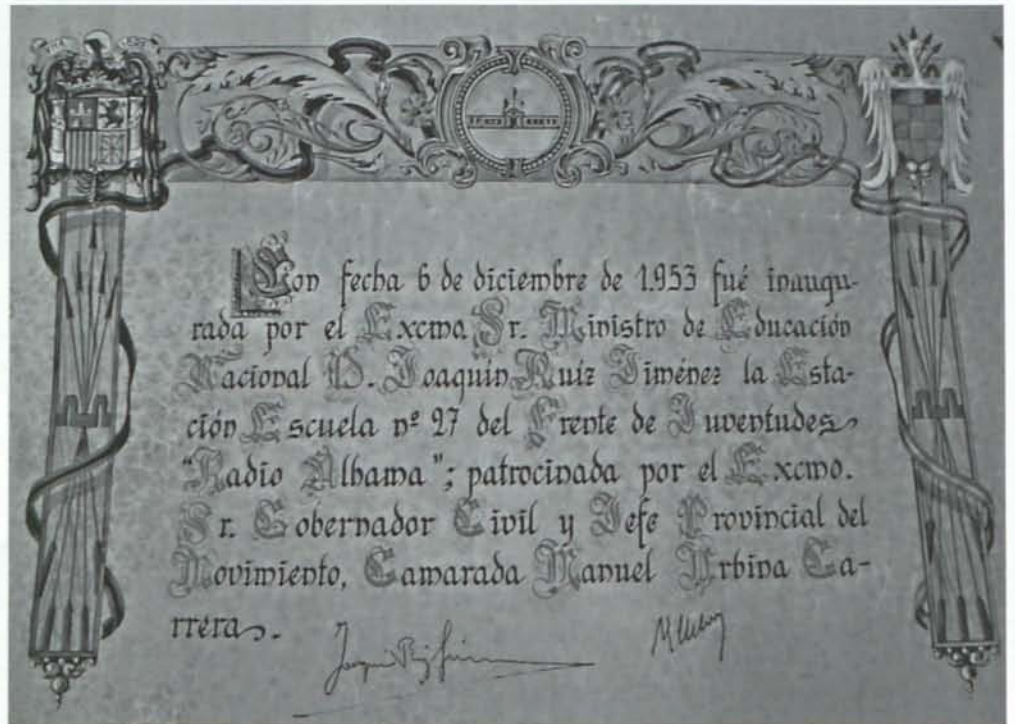 Con fecha 6 de diciembre de 1.953 fué inaugu-
rada por el Excmo. Sr. Ministro de Educación
Nacional D. Joaquin Ruiz Jiménez la Esta-
ción Escuela nº 27 del Frente de Juventudes
"Radio Alhama"; patrocinada por el Excmo.
Sr. Gobernador Civil y Jefe Provincial del
Movimiento, Camarada Manuel Urbina Ca-
rrera.